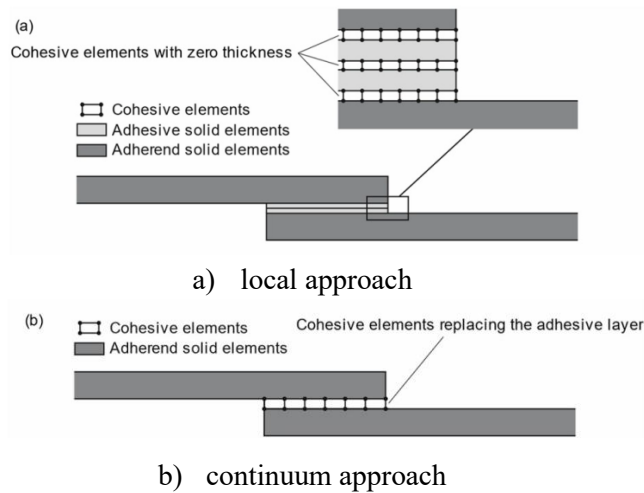 (a)
Cohesive elements with zero thickness
Cohesive elements
Adhesive solid elements
Adherend solid elements
a) local approach
(b)
Cohesive elements
Cohesive elements replacing the adhesive layer
Adherend solid elements
b) continuum approach